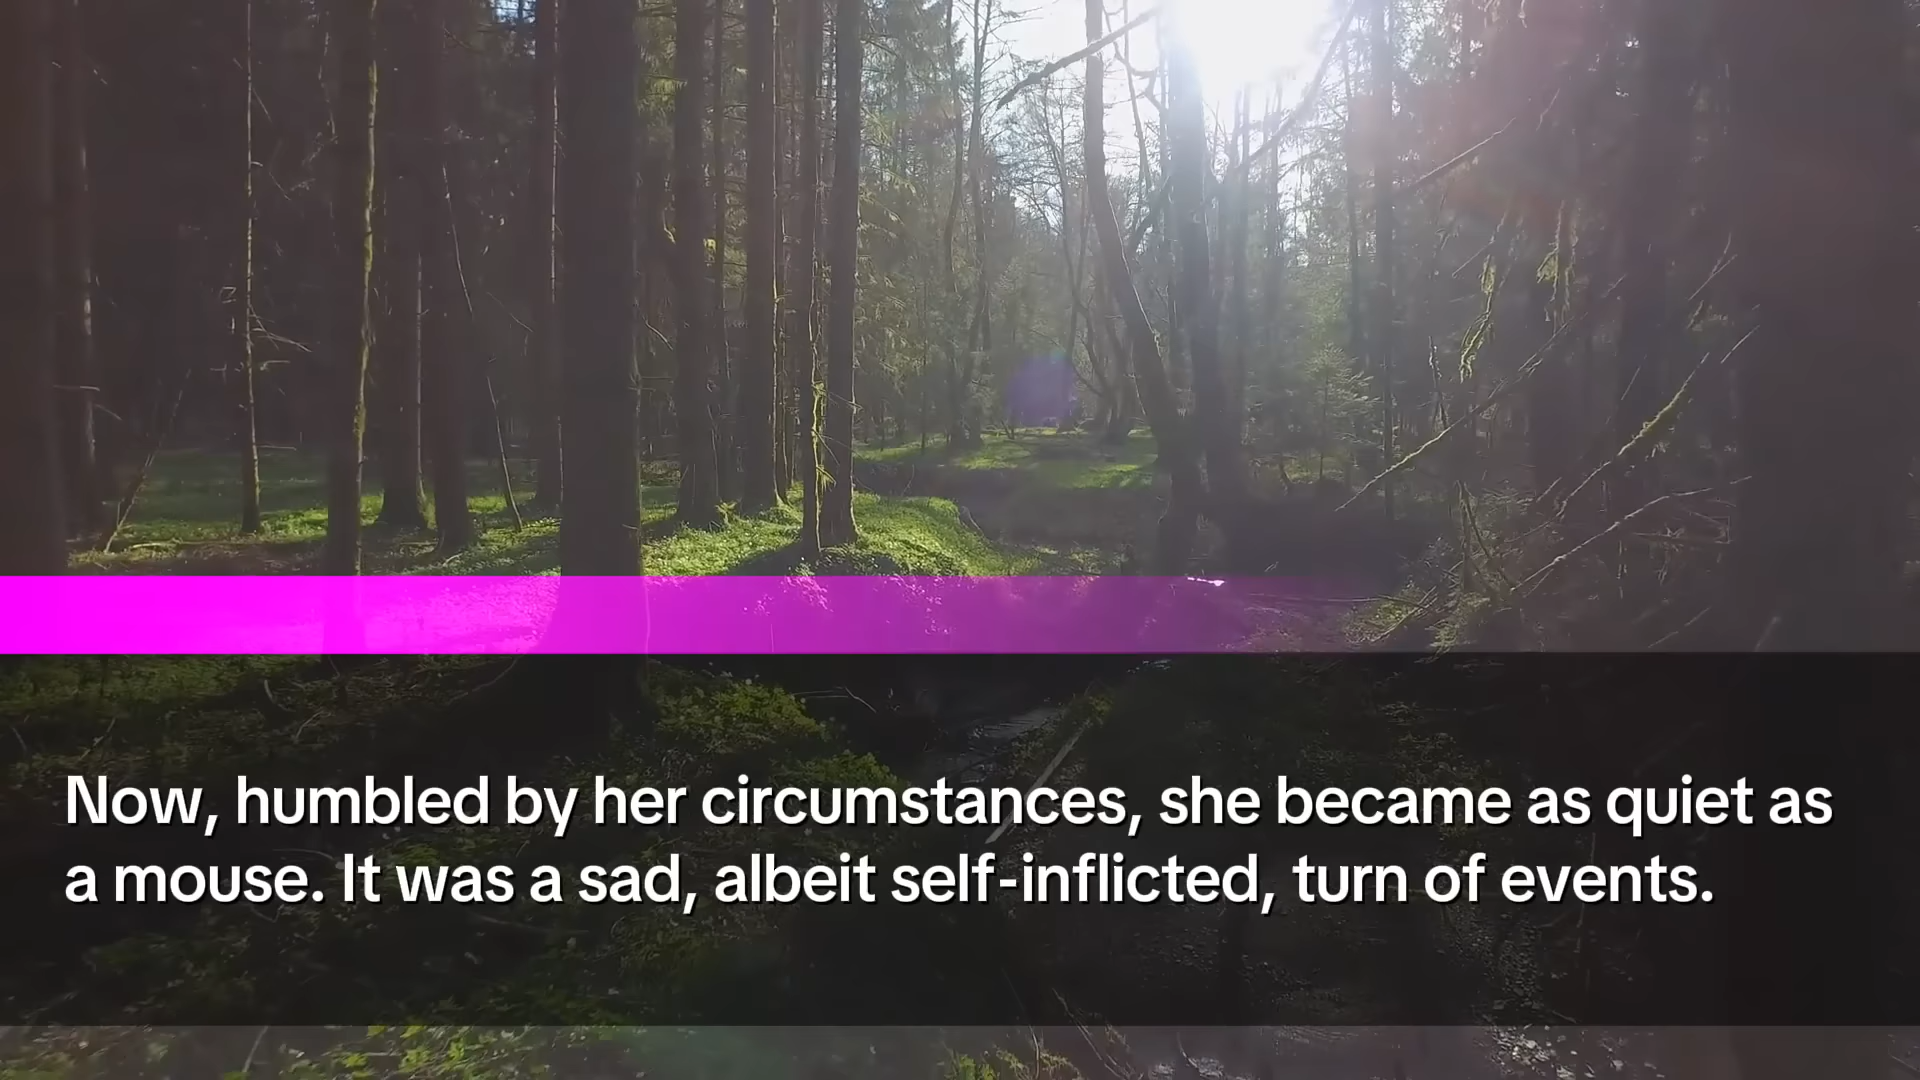 Now, humbled by her circumstances, she became as quiet as
a mouse. It was a sad, albeit self-inflicted, turn of events.